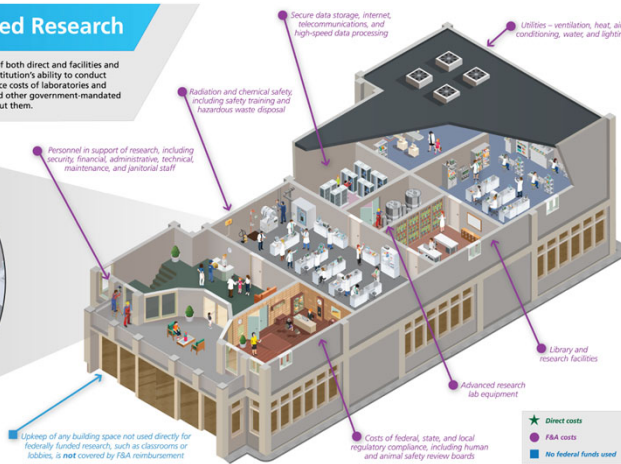 ed Research
f both direct and facilities and
stitution's ability to conduct
ce costs of laboratories and
d other government-mandated
out them.
Secure data storage, internet,
telecommunications, and
high-speed data processing
Utilities – ventilation, heat, air
conditioning, water, and lightin
Radiation and chemical safety,
including safety training and
hazardous waste disposal
Personnel in support of research, including
security, financial, administrative, technical,
maintenance, and janitorial staff
Library and
research facilities
Advanced research
lab equipment
Costs of federal, state, and local
regulatory compliance, including human
and animal safety review boards
Upkeep of any building space not used directly for
federally funded research, such as classrooms or
lobbies, is not covered by F&A reimbursement
Direct costs
F&A costs
No federal funds used